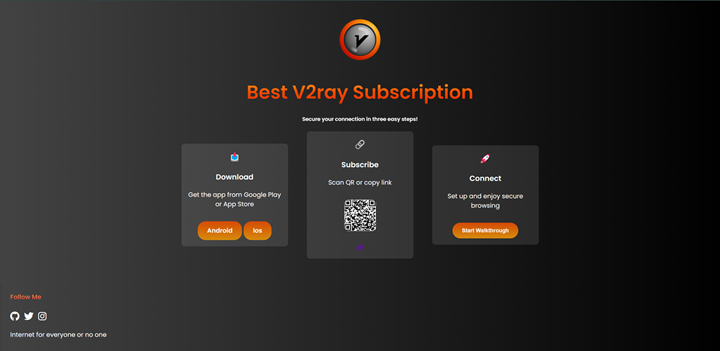 V
Best V2ray Subscription
Secure your connection in three easy steps!
Download
Get the app from Google Play
or App Store
Android
Ios
Subscribe
Scan QR or copy link
Connect
Set up and enjoy secure
browsing
Start Walkthrough
Follow Me
Internet for everyone or no one